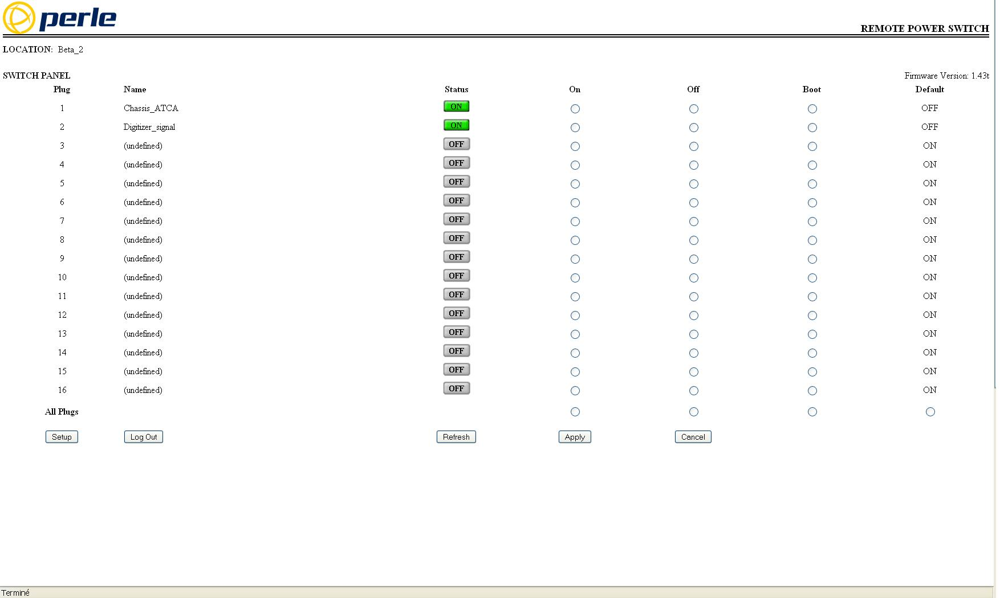 perle
REMOTE POWER SWITCH
LOCATION: Beta_2
SWITCH PANEL Firmware Version: 1.43t
Plug Name Status On Off Boot Default
1 Chassis_ATCA ON OFF
2 Digitizer_signal ON OFF
3 (undefined) OFF ON
4 (undefined) OFF ON
5 (undefined) OFF ON
6 (undefined) OFF ON
7 (undefined) OFF ON
8 (undefined) OFF ON
9 (undefined) OFF ON
10 (undefined) OFF ON
11 (undefined) OFF ON
12 (undefined) OFF ON
13 (undefined) OFF ON
14 (undefined) OFF ON
15 (undefined) OFF ON
16 (undefined) OFF ON
All Plugs
Setup Log Out Refresh Apply Cancel
Terminé